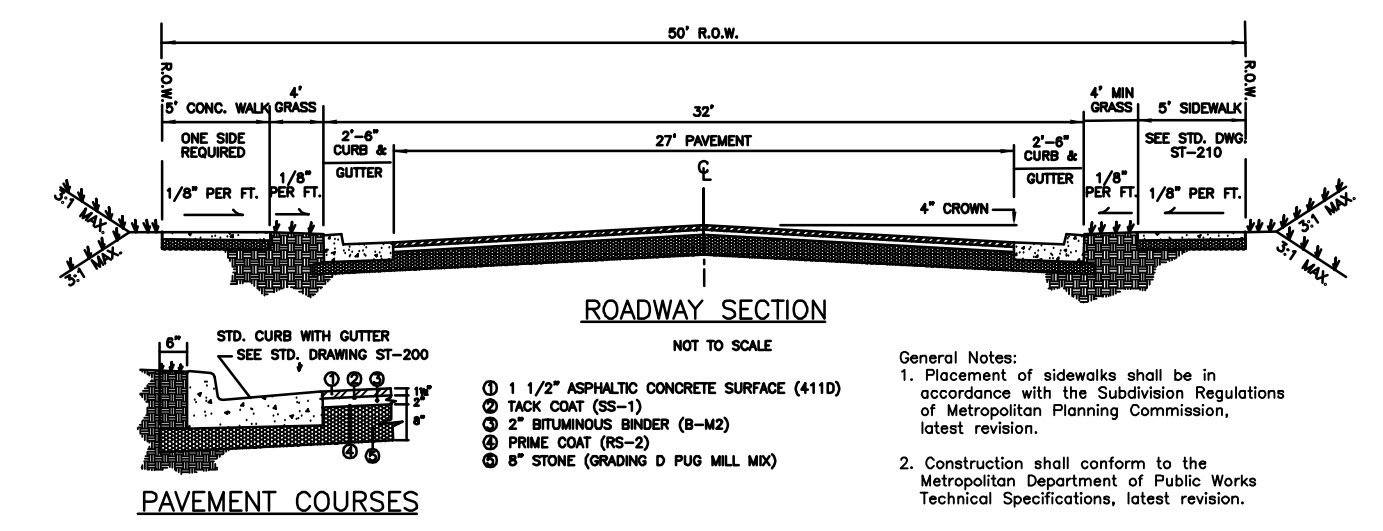 50' R.O.W.
R.O.W.
R.O.W.
5' CONC. WALK
4'
GRASS
32'
4' MIN
GRASS
5' SIDEWALK
ONE SIDE
REQUIRED
2'-6"
CURB &
GUTTER
27' PAVEMENT
2'-6"
CURB &
GUTTER
SEE STD. DWG.
ST-210
1/8" PER FT.
1/8"
PER FT.
℄
4" CROWN
1/8"
PER FT.
1/8" PER FT.
3:1 MAX.
3:1 MAX.
3:1 MAX.
3:1 MAX.
ROADWAY SECTION
NOT TO SCALE
6"
STD. CURB WITH GUTTER
SEE STD. DRAWING ST-200
① ② ③
1½"
2"
8"
④ ⑤
PAVEMENT COURSES
① 1 1/2" ASPHALTIC CONCRETE SURFACE (411D)
② TACK COAT (SS-1)
③ 2" BITUMINOUS BINDER (B-M2)
④ PRIME COAT (RS-2)
⑤ 8" STONE (GRADING D PUG MILL MIX)
General Notes:
1. Placement of sidewalks shall be in
accordance with the Subdivision Regulations
of Metropolitan Planning Commission,
latest revision.
2. Construction shall conform to the
Metropolitan Department of Public Works
Technical Specifications, latest revision.